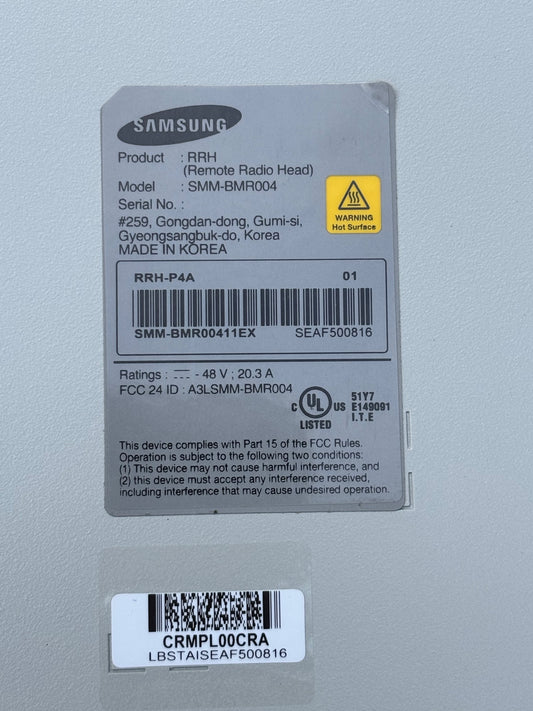 SAMSUNG
Product : RRH
(Remote Radio Head)
Model : SMM-BMR004
Serial No. :
#259, Gongdan-dong, Gumi-si,
Gyeongsangbuk-do, Korea
MADE IN KOREA
WARNING
Hot Surface
RRH-P4A 01
SMM-BMR00411EX SEAF500816
Ratings : - 48 V ; 20.3 A
FCC 24 ID : A3LSMM-BMR004
C UL US LISTED
51Y7
E149091
I.T.E
This device complies with Part 15 of the FCC Rules.
Operation is subject to the following two conditions:
(1) This device may not cause harmful interference, and
(2) this device must accept any interference received,
including interference that may cause undesired operation.
CRMPL00CRA
LBSTAISEAF500816